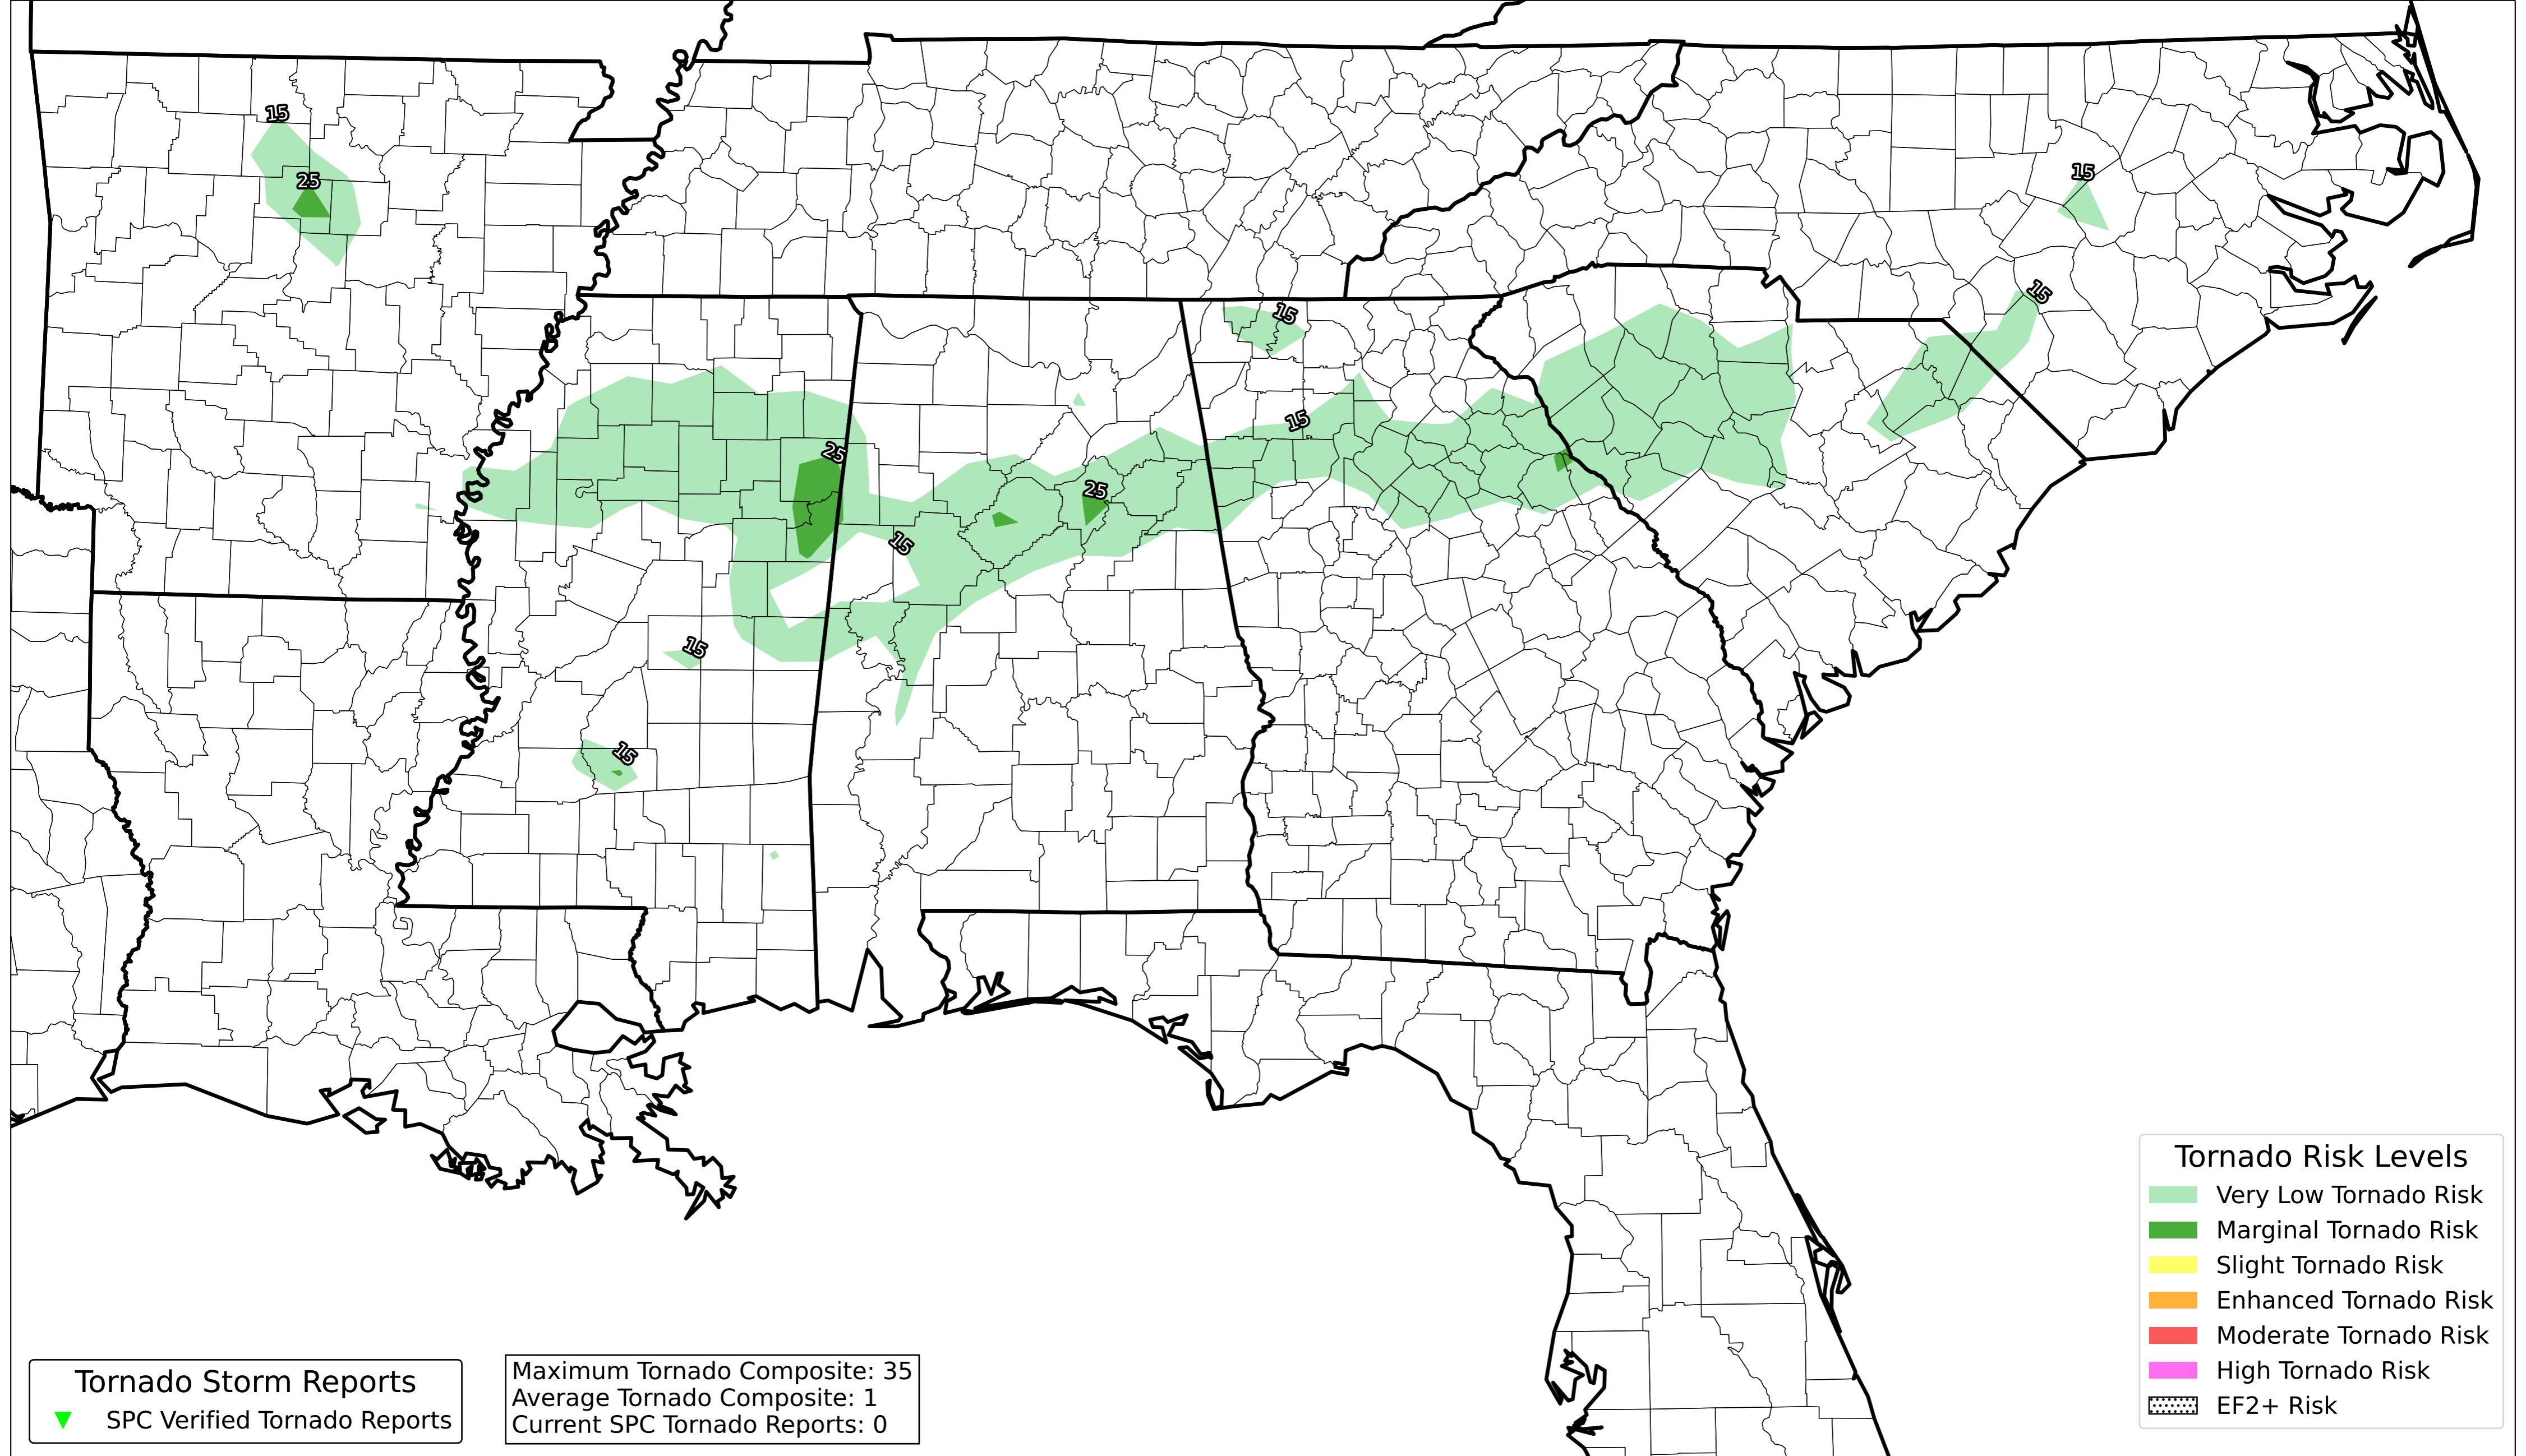 15
25
15
15
15
15
25
25
15
15
15
Tornado Risk Levels
Very Low Tornado Risk
Marginal Tornado Risk
Slight Tornado Risk
Enhanced Tornado Risk
Moderate Tornado Risk
High Tornado Risk
EF2+ Risk
Tornado Storm Reports
SPC Verified Tornado Reports
Maximum Tornado Composite: 35
Average Tornado Composite: 1
Current SPC Tornado Reports: 0